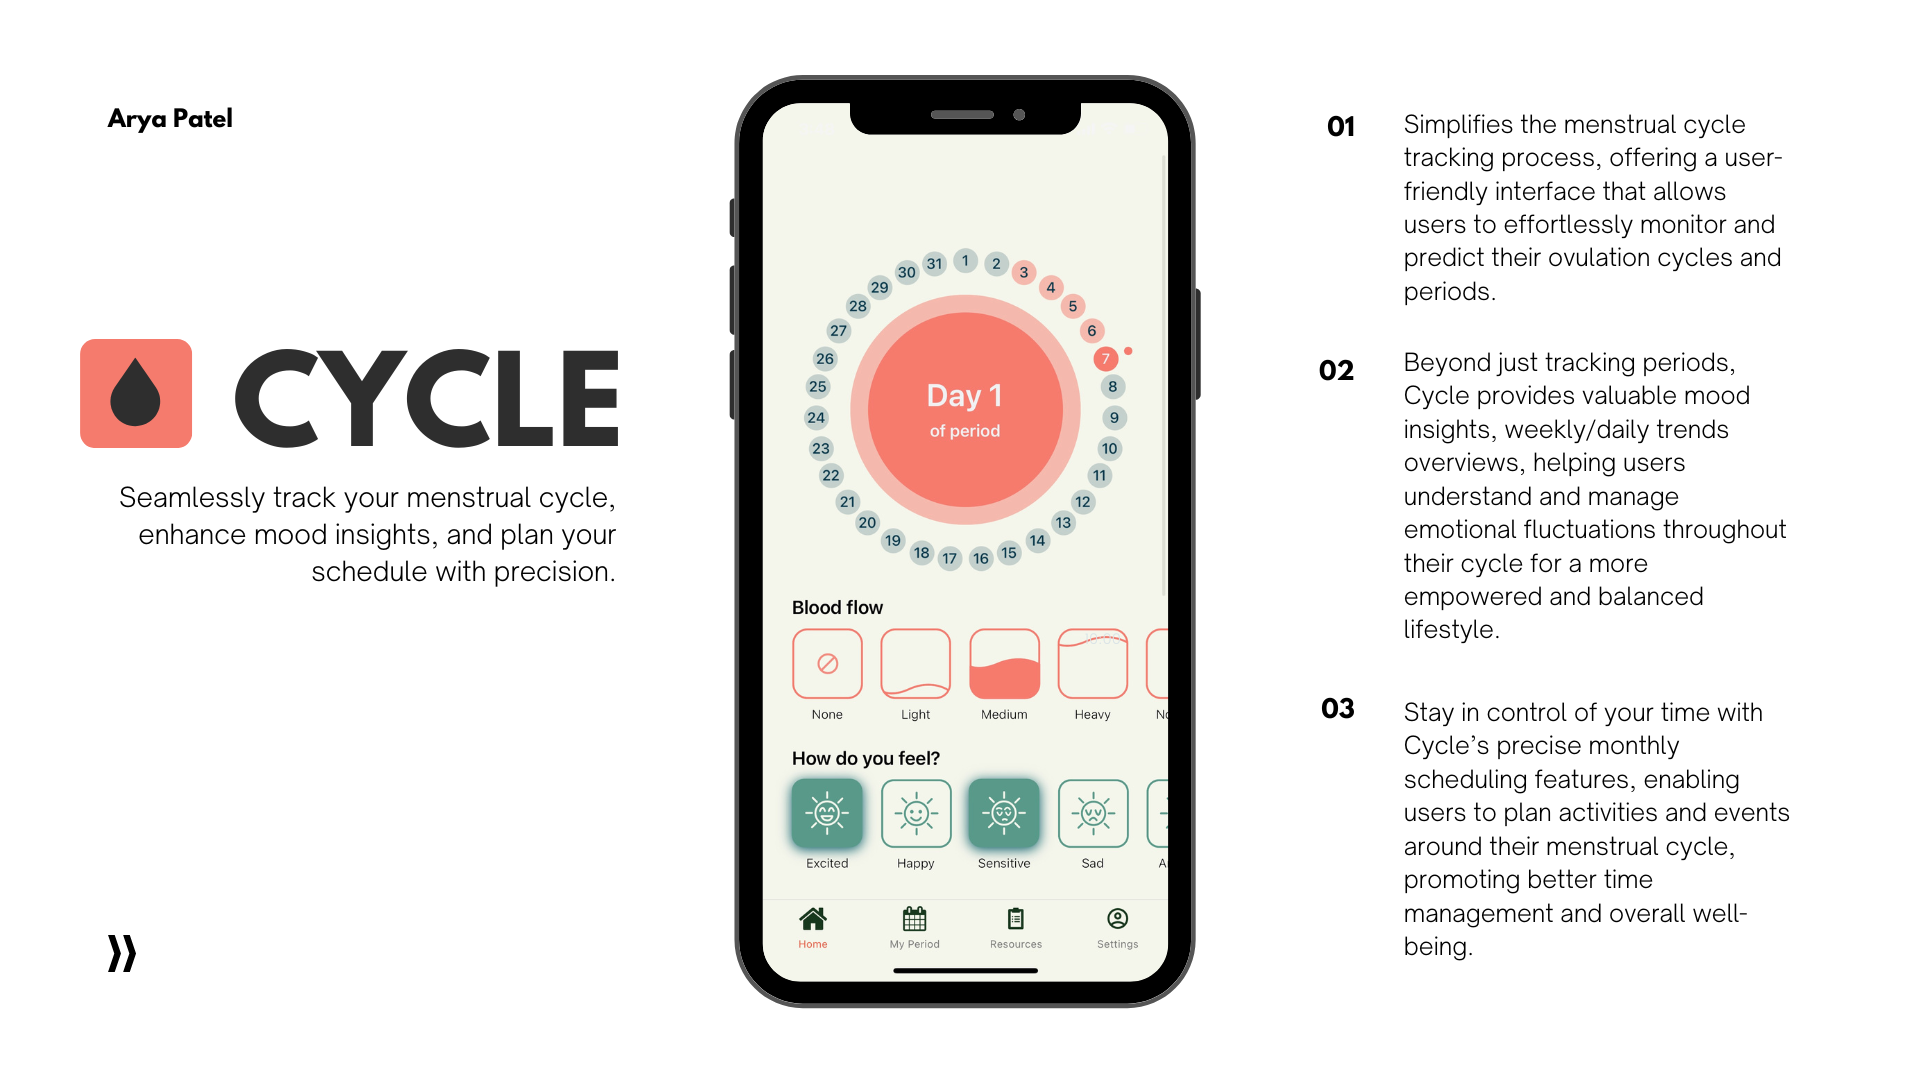 Arya Patel
CYCLE
Seamlessly track your menstrual cycle,
enhance mood insights, and plan your
schedule with precision.
1
2
3
4
5
6
7
8
9
10
11
12
13
14
15
16
17
18
19
20
21
22
23
24
25
26
27
28
29
30
31
Day 1
of period
Blood flow
None
Light
Medium
Heavy
How do you feel?
Excited
Happy
Sensitive
Sad
Home
My Period
Resources
Settings
01
Simplifies the menstrual cycle
tracking process, offering a user-
friendly interface that allows
users to effortlessly monitor and
predict their ovulation cycles and
periods.
02
Beyond just tracking periods,
Cycle provides valuable mood
insights, weekly/daily trends
overviews, helping users
understand and manage
emotional fluctuations throughout
their cycle for a more
empowered and balanced
lifestyle.
03
Stay in control of your time with
Cycle’s precise monthly
scheduling features, enabling
users to plan activities and events
around their menstrual cycle,
promoting better time
management and overall well-
being.